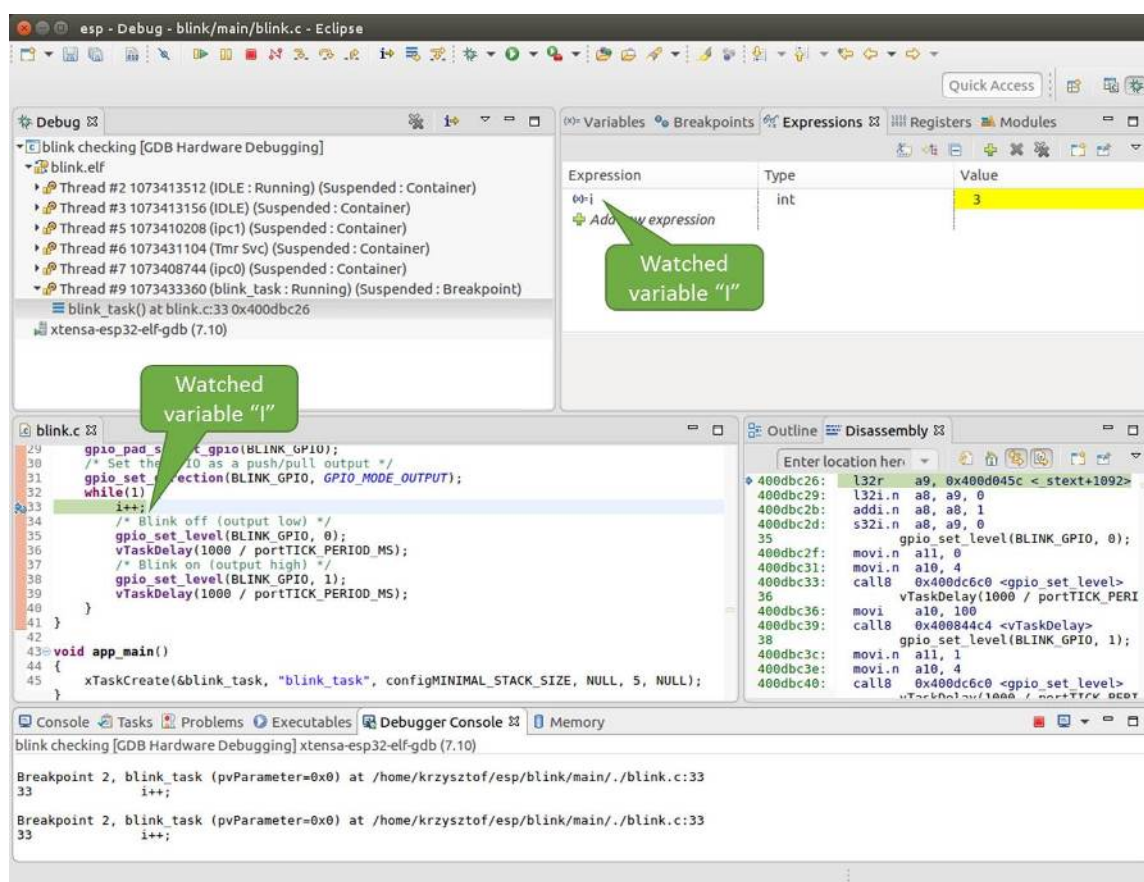 esp - Debug - blink/main/blink.c - Eclipse
Quick Access
Debug
blink checking [GDB Hardware Debugging]
blink.elf
Thread #2 1073413512 (IDLE : Running) (Suspended : Container)
Thread #3 1073413156 (IDLE) (Suspended : Container)
Thread #5 1073410208 (ipc1) (Suspended : Container)
Thread #6 1073431104 (Tmr Svc) (Suspended : Container)
Thread #7 1073408744 (ipc0) (Suspended : Container)
Thread #9 1073433360 (blink_task : Running) (Suspended : Breakpoint)
blink_task() at blink.c:33 0x400dbc26
xtensa-esp32-elf-gdb (7.10)
Watched
variable “I”
(x)= Variables Breakpoints Expressions Registers Modules
Expression Type Value
(x)= i int 3
Add expression
Watched
variable “I”
blink.c
29 gpio_pad_ _gpio(BLINK_GPIO);
30 /* Set the as a push/pull output */
31 gpio_set_ (BLINK_GPIO, GPIO_MODE_OUTPUT);
32 while(1)
33 i++;
34 /* Blink off (output low) */
35 gpio_set_level(BLINK_GPIO, 0);
36 vTaskDelay(1000 / portTICK_PERIOD_MS);
37 /* Blink on (output high) */
38 gpio_set_level(BLINK_GPIO, 1);
39 vTaskDelay(1000 / portTICK_PERIOD_MS);
40 }
41 }
42
43 void app_main()
44 {
45 xTaskCreate(&blink_task, "blink_task", configMINIMAL_STACK_SIZE, NULL, 5, NULL);
}
Outline Disassembly
Enter location her
400dbc26: l32r a9, 0x400d045c <_stext+1092>
400dbc29: l32i.n a8, a9, 0
400dbc2b: addi.n a8, a8, 1
400dbc2d: s32i.n a8, a9, 0
35 gpio_set_level(BLINK_GPIO, 0);
400dbc2f: movi.n a11, 0
400dbc31: movi.n a10, 4
400dbc33: call8 0x400dc6c0 <gpio_set_level>
36 vTaskDelay(1000 / portTICK_PERI
400dbc36: movi a10, 100
400dbc39: call8 0x400844c4 <vTaskDelay>
38 gpio_set_level(BLINK_GPIO, 1);
400dbc3c: movi.n a11, 1
400dbc3e: movi.n a10, 4
400dbc40: call8 0x400dc6c0 <gpio_set_level>
vTaskDelay(1000 / portTICK_PERI
Console Tasks Problems Executables Debugger Console Memory
blink checking [GDB Hardware Debugging] xtensa-esp32-elf-gdb (7.10)
Breakpoint 2, blink_task (pvParameter=0x0) at /home/krzysztof/esp/blink/main/./blink.c:33
33 i++;
Breakpoint 2, blink_task (pvParameter=0x0) at /home/krzysztof/esp/blink/main/./blink.c:33
33 i++;